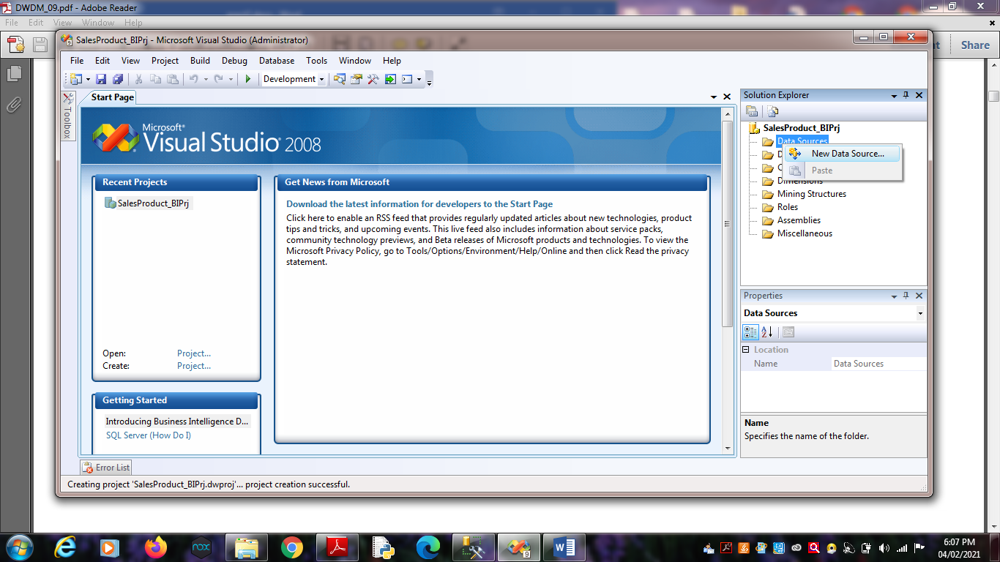 DWDM_09.pdf - Adobe Reader
File Edit View Window Help
Share
SalesProduct_BIPrj - Microsoft Visual Studio (Administrator)
File Edit View Project Build Debug Database Tools Window Help
Development
Toolbox
Start Page
Microsoft®
Visual Studio® 2008
Recent Projects
SalesProduct_BIPrj
Open: Project...
Create: Project...
Getting Started
Introducing Business Intelligence D...
SQL Server (How Do I)
Get News from Microsoft
Download the latest information for developers to the Start Page
Click here to enable an RSS feed that provides regularly updated articles about new technologies, product
tips and tricks, and upcoming events. This live feed also includes information about service packs,
community technology previews, and Beta releases of Microsoft products and technologies. To view the
Microsoft Privacy Policy, go to Tools/Options/Environment/Help/Online and then click Read the privacy
statement.
Solution Explorer
SalesProduct_BIPrj
Data Sources
New Data Source...
Paste
Dimensions
Mining Structures
Roles
Assemblies
Miscellaneous
Properties
Data Sources
Location
Name Data Sources
Name
Specifies the name of the folder.
Error List
Creating project 'SalesProduct_BIPrj.dwproj'... project creation successful.
nox
9
W
6:07 PM
04/02/2021